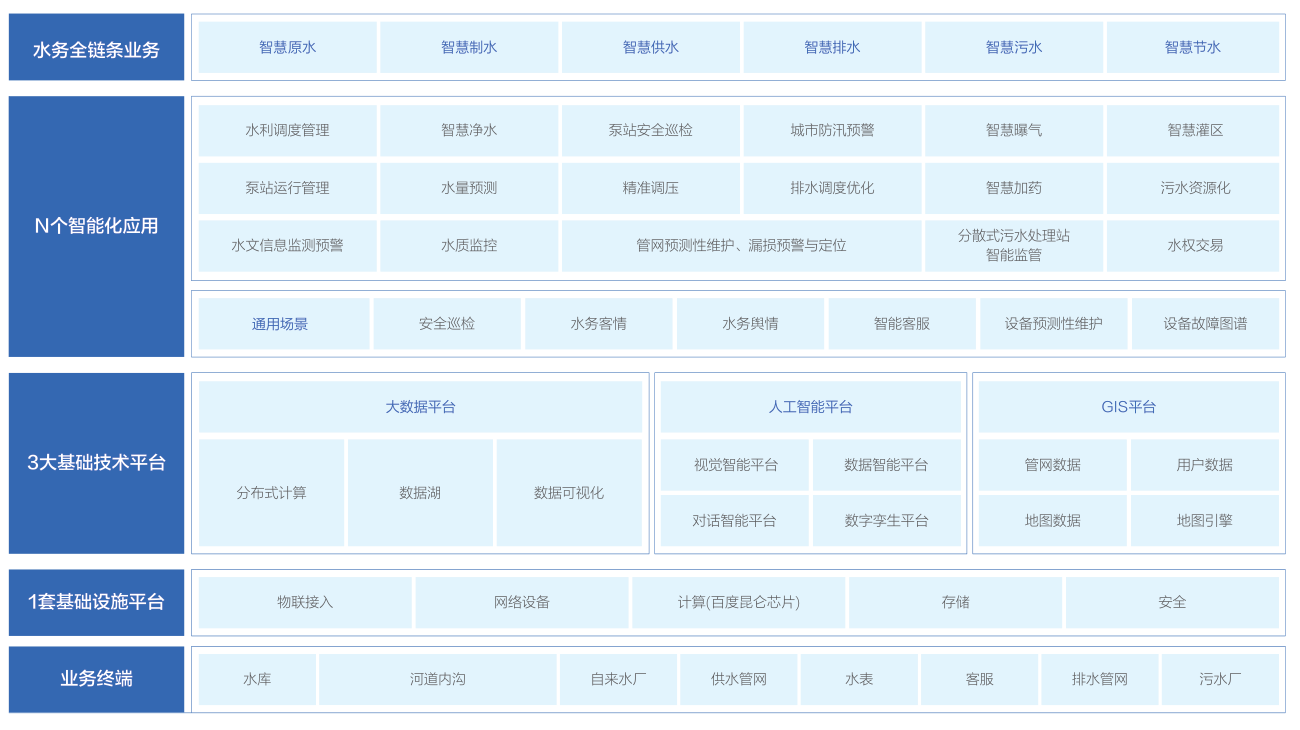 水务全链条业务
智慧原水
智慧制水
智慧供水
智慧排水
智慧污水
智慧节水
N个智能化应用
水利调度管理
智慧净水
泵站安全巡检
城市防汛预警
智慧曝气
智慧灌区
泵站运行管理
水量预测
精准调压
排水调度优化
智慧加药
污水资源化
水文信息监测预警
水质监控
管网预测性维护、漏损预警与定位
分散式污水处理站
智能监管
水权交易
通用场景
安全巡检
水务客情
水务舆情
智能客服
设备预测性维护
设备故障图谱
3大基础技术平台
大数据平台
分布式计算
数据湖
数据可视化
人工智能平台
视觉智能平台
数据智能平台
对话智能平台
数字孪生平台
GIS平台
管网数据
用户数据
地图数据
地图引擎
1套基础设施平台
物联接入
网络设备
计算(百度昆仑芯片)
存储
安全
业务终端
水库
河道内沟
自来水厂
供水管网
水表
客服
排水管网
污水厂